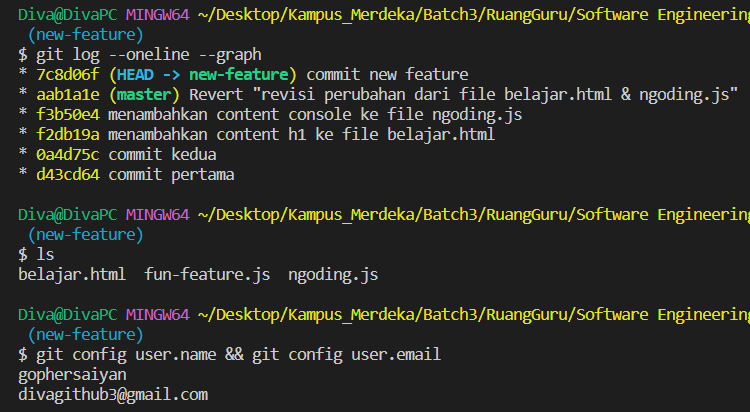 Diva@DivaPC MINGW64 ~/Desktop/Kampus_Merdeka/Batch3/RuangGuru/Software Engineering
(new-feature)
$ git log --oneline --graph
* 7c8d06f (HEAD -> new-feature) commit new feature
* aab1a1e (master) Revert "revisi perubahan dari file belajar.html & ngoding.js"
* f3b50e4 menambahkan content console ke file ngoding.js
* f2db19a menambahkan content h1 ke file belajar.html
* 0a4d75c commit kedua
* d43cd64 commit pertama
Diva@DivaPC MINGW64 ~/Desktop/Kampus_Merdeka/Batch3/RuangGuru/Software Engineering
(new-feature)
$ ls
belajar.html  fun-feature.js  ngoding.js
Diva@DivaPC MINGW64 ~/Desktop/Kampus_Merdeka/Batch3/RuangGuru/Software Engineering
(new-feature)
$ git config user.name && git config user.email
gophersaiyan
divagithub3@gmail.com